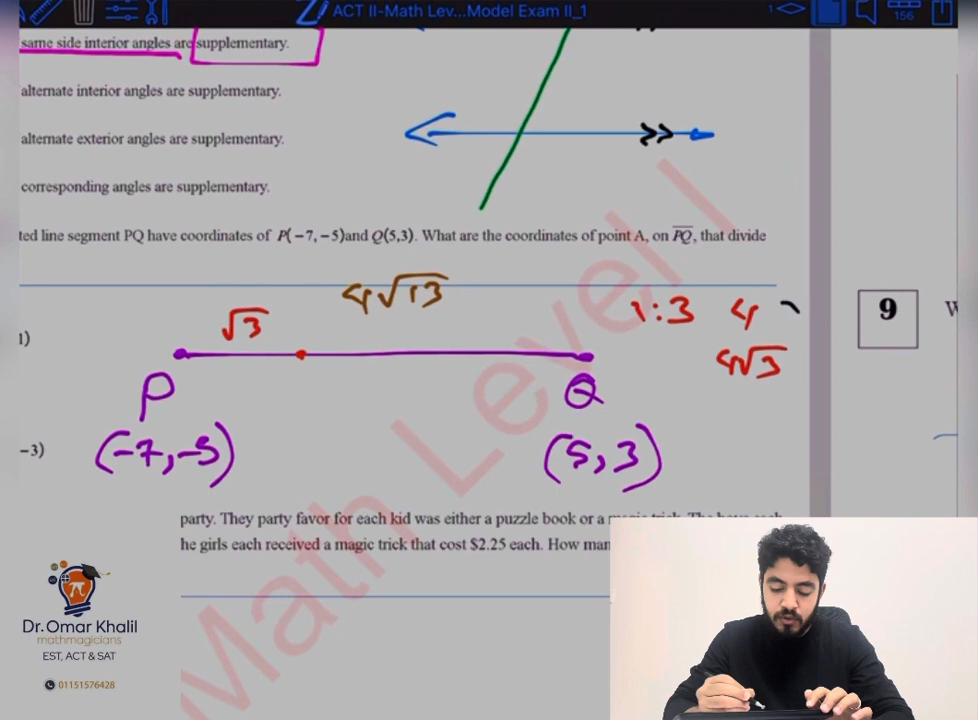 ACT II-Math Lev...Model Exam II_1
1
156
same side interior angles are supplementary.
alternate interior angles are supplementary.
alternate exterior angles are supplementary.
corresponding angles are supplementary.
ted line segment PQ have coordinates of P(−7,−5)and Q(5,3). What are the coordinates of point A, on PQ, that divide
4√13
√3
1:3 4
4√3
1)
9
P
Q
-3)
(-7,-5)
(5,3)
party. They party favor for each kid was either a puzzle book or a
he girls each received a magic trick that cost $2.25 each. How man
Math Level I
π
Dr.Omar Khalil
mathmagicians
EST, ACT & SAT
01151576428